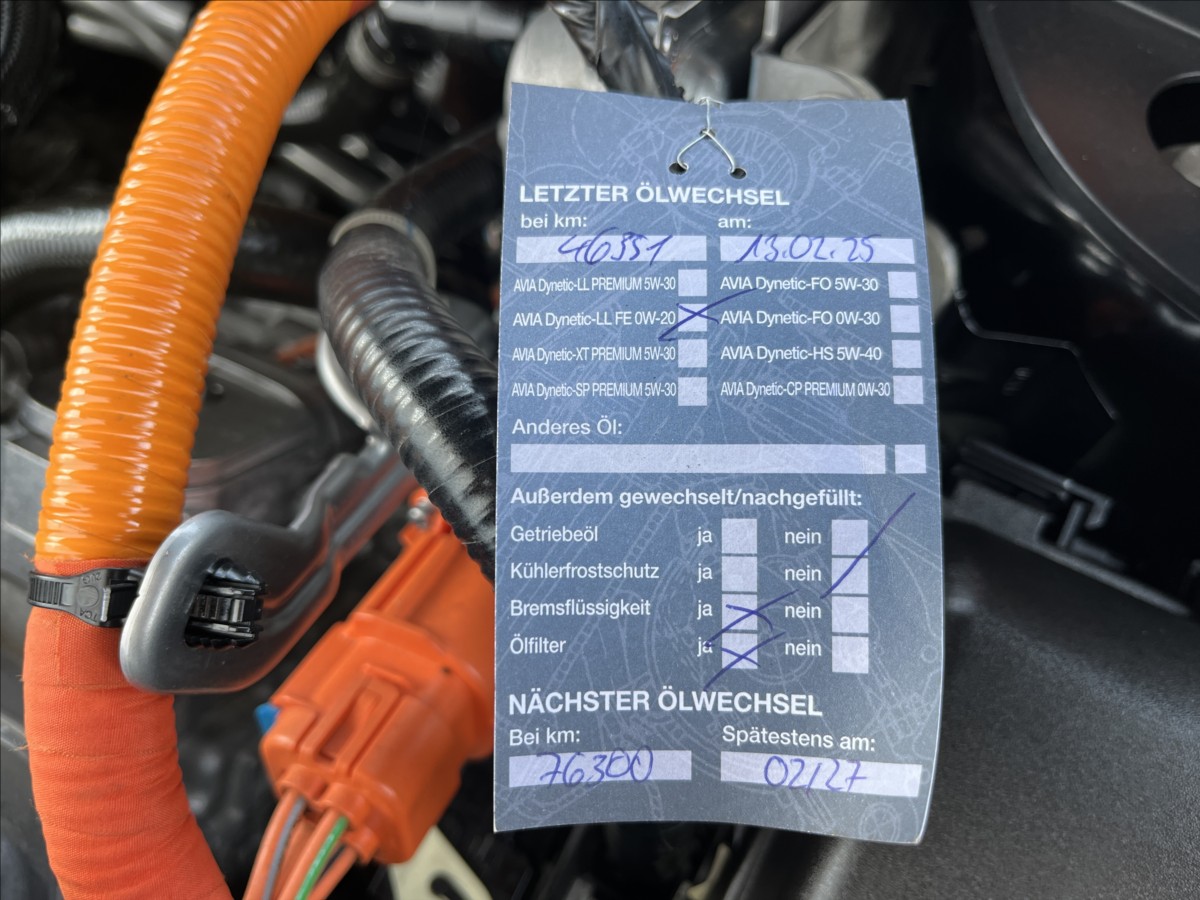 LETZTER ÖLWECHSEL
bei km: am:
46351 13.02.25
AVIA Dynetic-LL PREMIUM 5W-30 AVIA Dynetic-FO 5W-30
AVIA Dynetic-LL FE 0W-20 AVIA Dynetic-FO 0W-30
AVIA Dynetic-XT PREMIUM 5W-30 AVIA Dynetic-HS 5W-40
AVIA Dynetic-SP PREMIUM 5W-30 AVIA Dynetic-CP PREMIUM 0W-30
Anderes Öl:
Außerdem gewechselt/nachgefüllt:
Getriebeöl ja nein
Kühlerfrostschutz ja nein
Bremsflüssigkeit ja nein
Ölfilter ja nein
NÄCHSTER ÖLWECHSEL
Bei km: Spätestens am:
76300 02/27